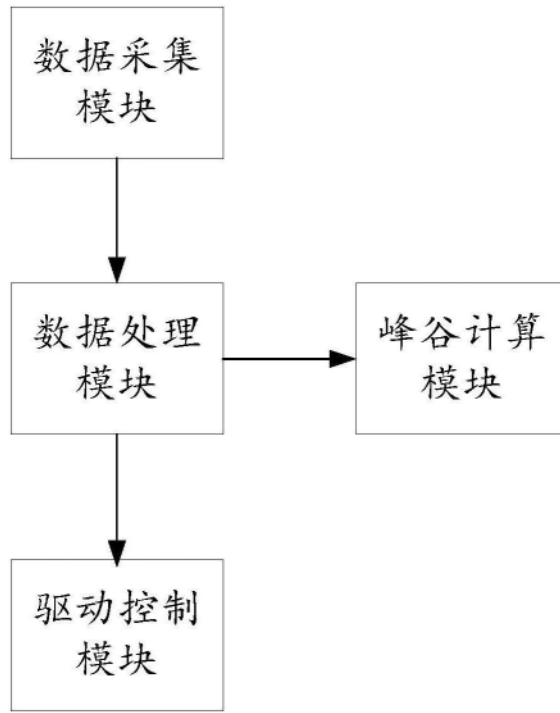 数据采集
模块
数据处理
模块
峰谷计算
模块
驱动控制
模块